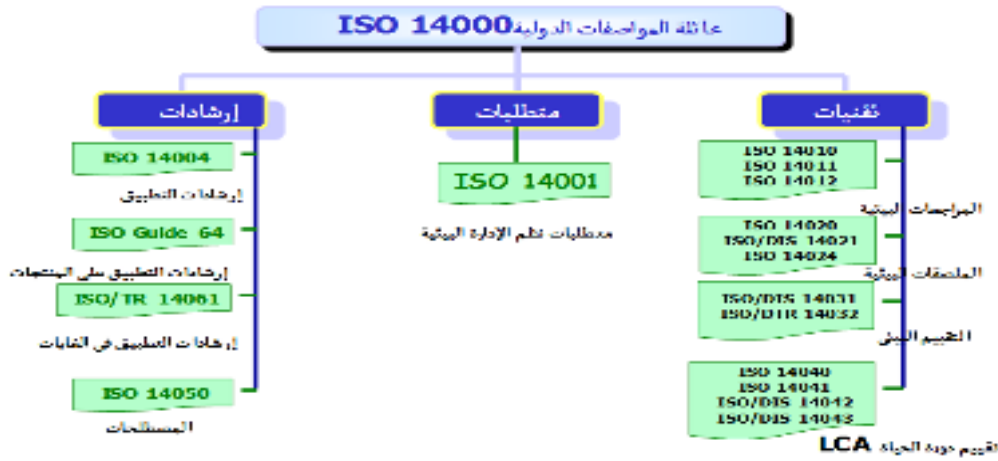 عائلة المواصفات الدولية ISO 14000
تقنيات
ISO 14010
ISO 14011
ISO 14012
المراجعات البيئية
ISO 14020
ISO/DIS 14021
ISO 14024
الملصقات البيئية
ISO/DIS 14031
ISO/DTR 14032
التقييم البيئي
ISO 14040
ISO 14041
ISO/DIS 14042
ISO/DIS 14043
تقييم دورة الحياة LCA
متطلبات
ISO 14001
متطلبات نظم الإدارة البيئية
إرشادات
ISO 14004
إرشادات التطبيق
ISO Guide 64
إرشادات التطبيق على المنتجات
ISO/TR 14061
إرشادات التطبيق في الغابات
ISO 14050
المصطلحات